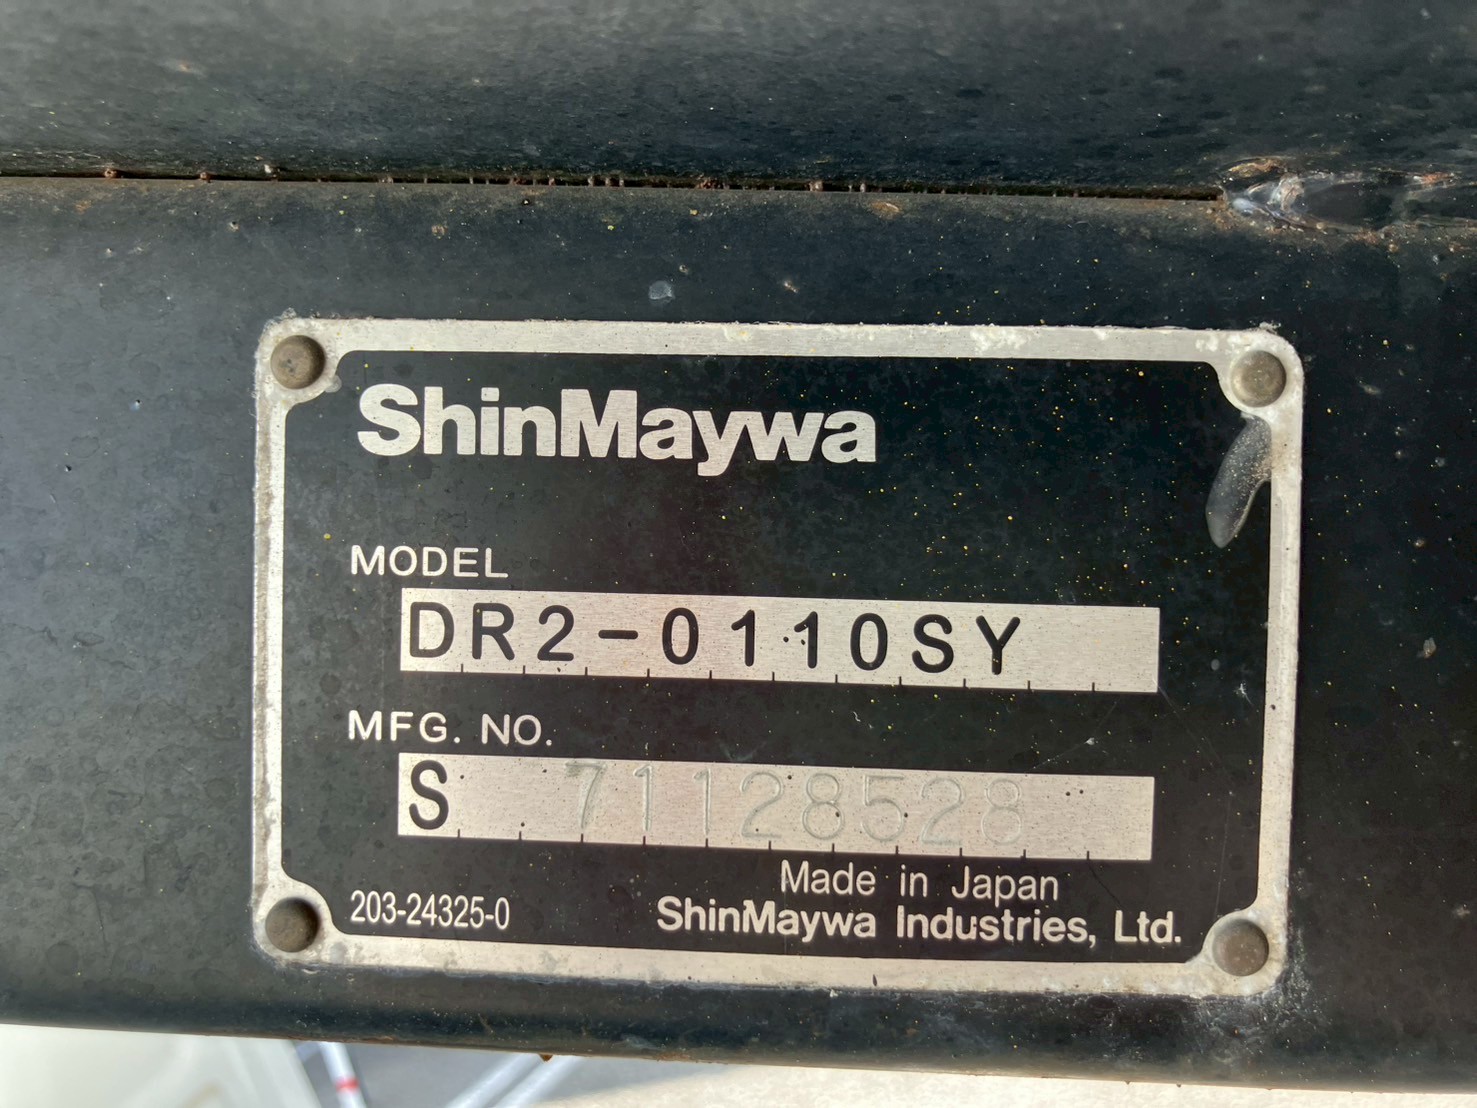 ShinMaywa
MODEL
DR2-0110SY
MFG. NO.
S 71128528
Made in Japan
203-24325-0
ShinMaywa Industries, Ltd.